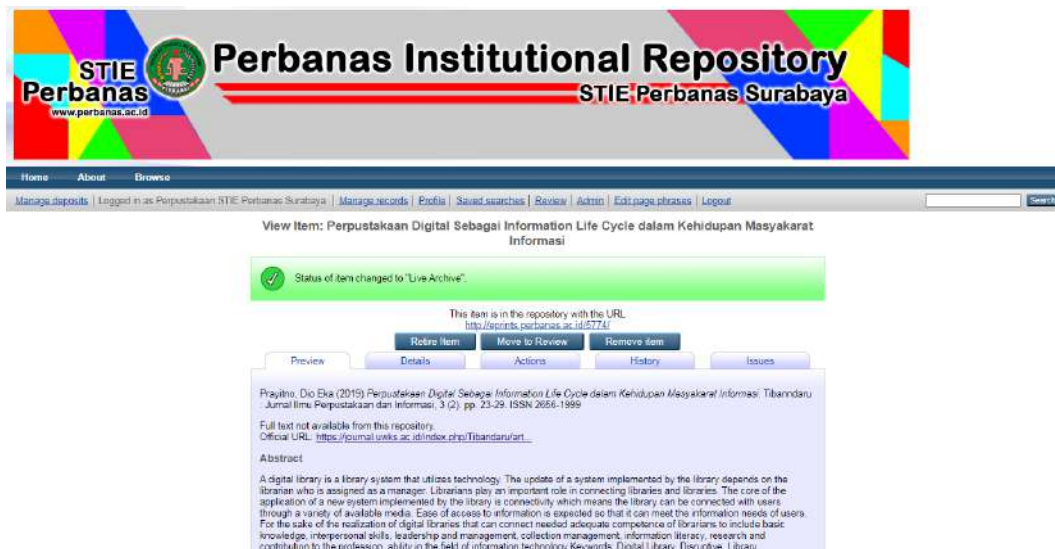 STIE
Perbanas
www.perbanas.ac.id
Perbanas Institutional Repository
STIE Perbanas Surabaya
Home About Browse
Manage deposits | Logged in as Perpustakaan STIE Perbanas Surabaya | Manage records | Profile | Saved searches | Review | Admin | Edit page phrases | Logout
Search
View Item: Perpustakaan Digital Sebagai Information Life Cycle dalam Kehidupan Masyakarat
Informasi
Status of item changed to "Live Archive".
This item is in the repository with the URL
http://eprints.perbanas.ac.id/5774/
Retire Item Move to Review Remove item
Preview Details Actions History Issues
Prayitno, Dio Eka (2019) Perpustakaan Digital Sebagai Information Life Cycle dalam Kehidupan Masyakarat Informasi. Tibanndaru
: Jurnal Ilmu Perpustakaan dan Informasi, 3 (2). pp. 23-29. ISSN 2656-1999
Full text not available from this repository.
Official URL: https://journal.uwks.ac.id/index.php/Tibandaru/art...
Abstract
A digital library is a library system that utilizes technology. The update of a system implemented by the library depends on the
librarian who is assigned as a manager. Librarians play an important role in connecting libraries and libraries. The core of the
application of a new system implemented by the library is connectivity which means the library can be connected with users
through a variety of available media. Ease of access to information is expected so that it can meet the information needs of users.
For the sake of the realization of digital libraries that can connect needed adequate competence of librarians to include basic
knowledge, interpersonal skills, leadership and management, collection management, information literacy, research and
contribution to the profession, ability in the field of information technology Keywords: Digital Library, Disruptive, Library